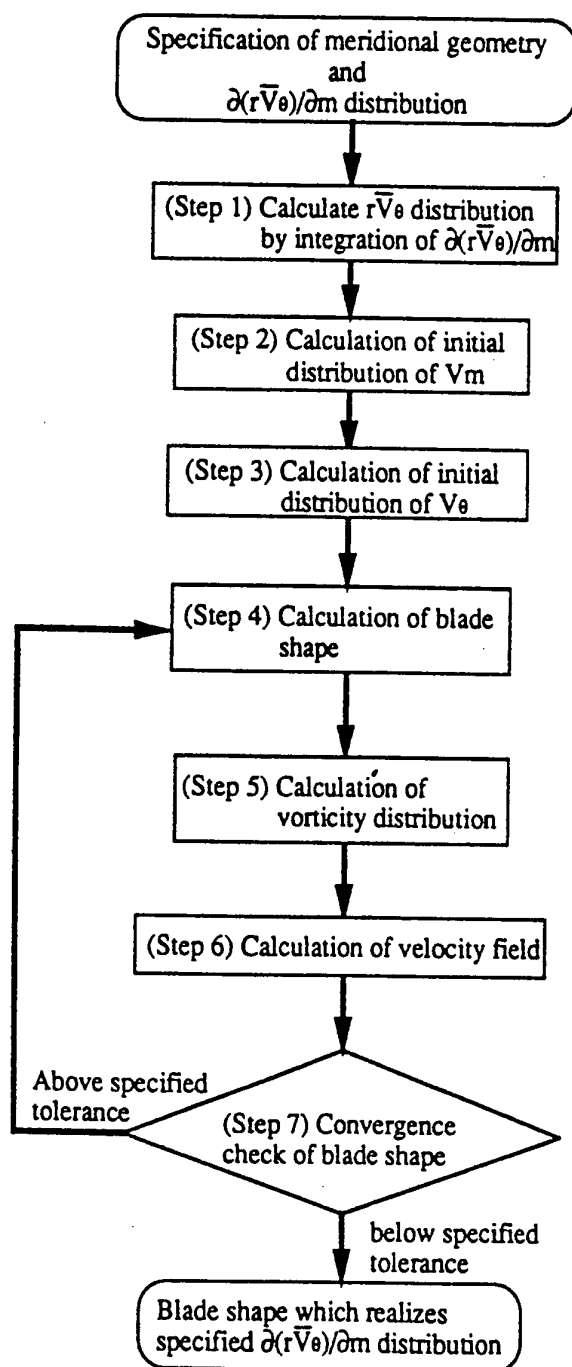 Specification of meridional geometry
and
∂(rV̄θ)/∂m distribution
(Step 1) Calculate rV̄θ distribution
by integration of ∂(rV̄θ)/∂m
(Step 2) Calculation of initial
distribution of Vm
(Step 3) Calculation of initial
distribution of Vθ
(Step 4) Calculation of blade
shape
(Step 5) Calculation of
vorticity distribution
(Step 6) Calculation of velocity field
Above specified
tolerance
(Step 7) Convergence
check of blade shape
below specified
tolerance
Blade shape which realizes
specified ∂(rV̄θ)/∂m distribution